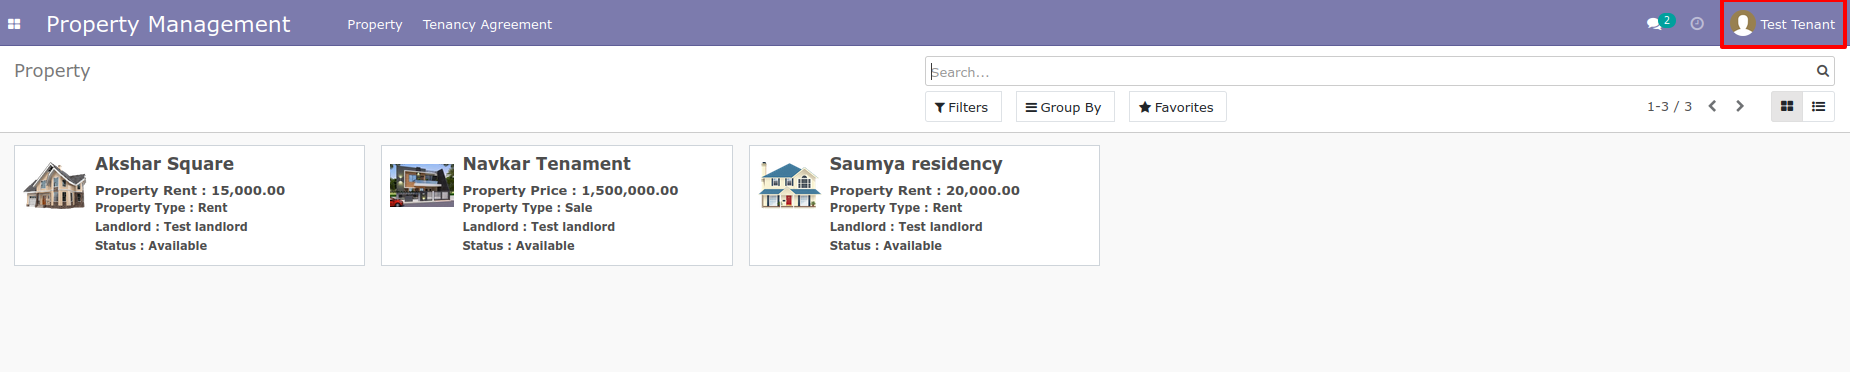 Property Management Property Tenancy Agreement 2 Test Tenant
Property
Search...
Filters Group By Favorites 1-3 / 3
Akshar Square
Property Rent : 15,000.00
Property Type : Rent
Landlord : Test landlord
Status : Available
Navkar Tenament
Property Price : 1,500,000.00
Property Type : Sale
Landlord : Test landlord
Status : Available
Saumya residency
Property Rent : 20,000.00
Property Type : Rent
Landlord : Test landlord
Status : Available